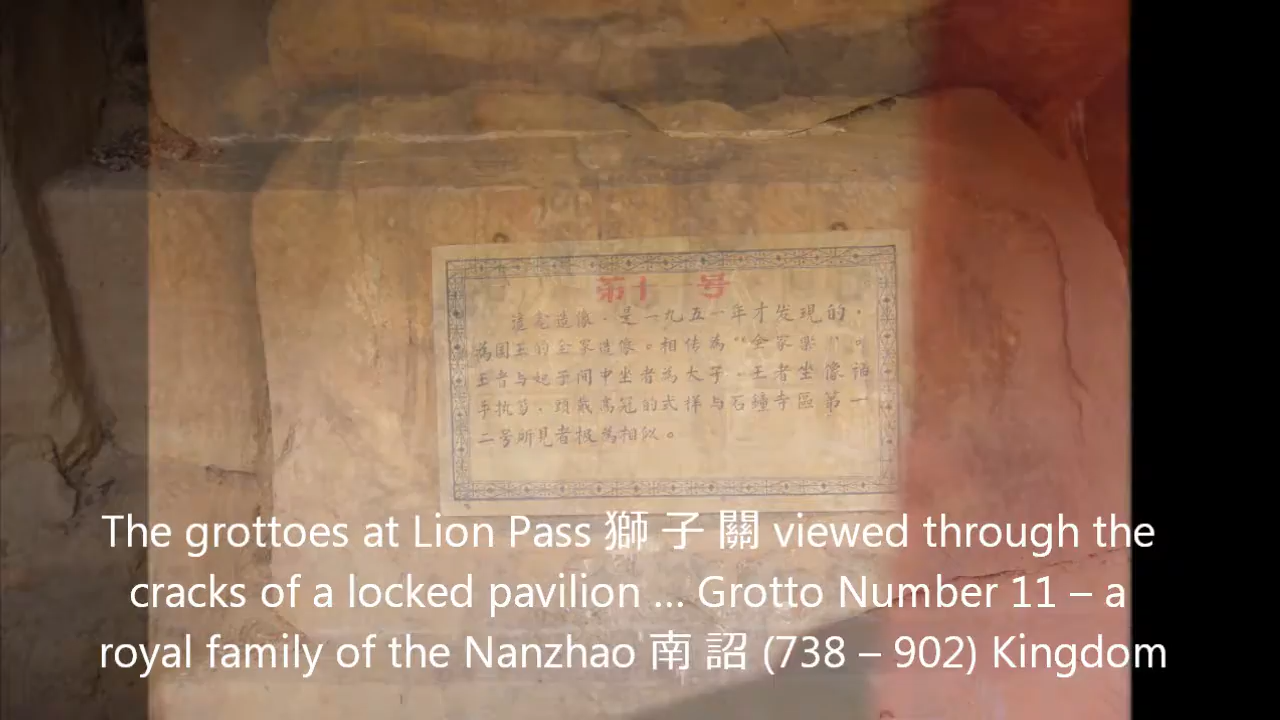 第十 号
這龛造像,是一九五一年才发現的,
為国王的全家造像。相传為“全家樂”
王者与妃子间中坐者為太子.王者坐像
手执.頭戴高冠的式样与石鐘寺區第一
二号所見者极為相似。
The grottoes at Lion Pass 獅 子 關 viewed through the
cracks of a locked pavilion ... Grotto Number 11 – a
royal family of the Nanzhao 南 詔 (738 – 902) Kingdom